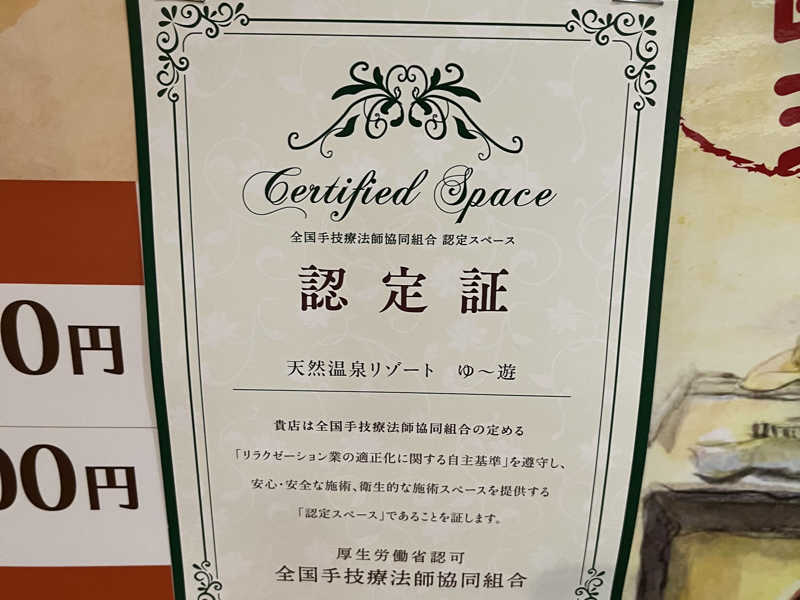 Certified Space
全国手技療法師協同組合 認定スペース
認定証
天然温泉リゾート ゆ〜遊
貴店は全国手技療法師協同組合の定める
「リラクゼーション業の適正化に関する自主基準」を遵守し、
安心・安全な施術、衛生的な施術スペースを提供する
「認定スペース」であることを証します。
厚生労働省認可
全国手技療法師協同組合
0円
00円